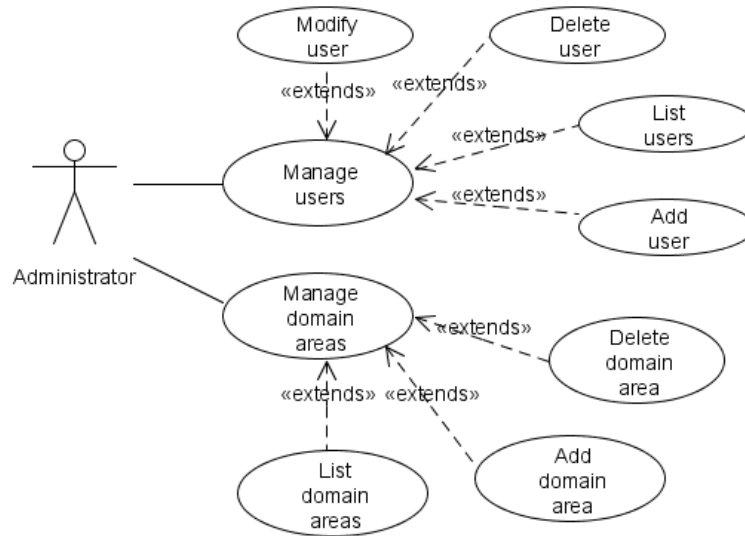 Modify
user
Delete
user
«extends»
«extends»
List
users
«extends»
Manage
users
«extends»
Add
user
Administrator
Manage
domain
areas
«extends»
Delete
domain
area
«extends»
«extends»
List
domain
areas
Add
domain
area